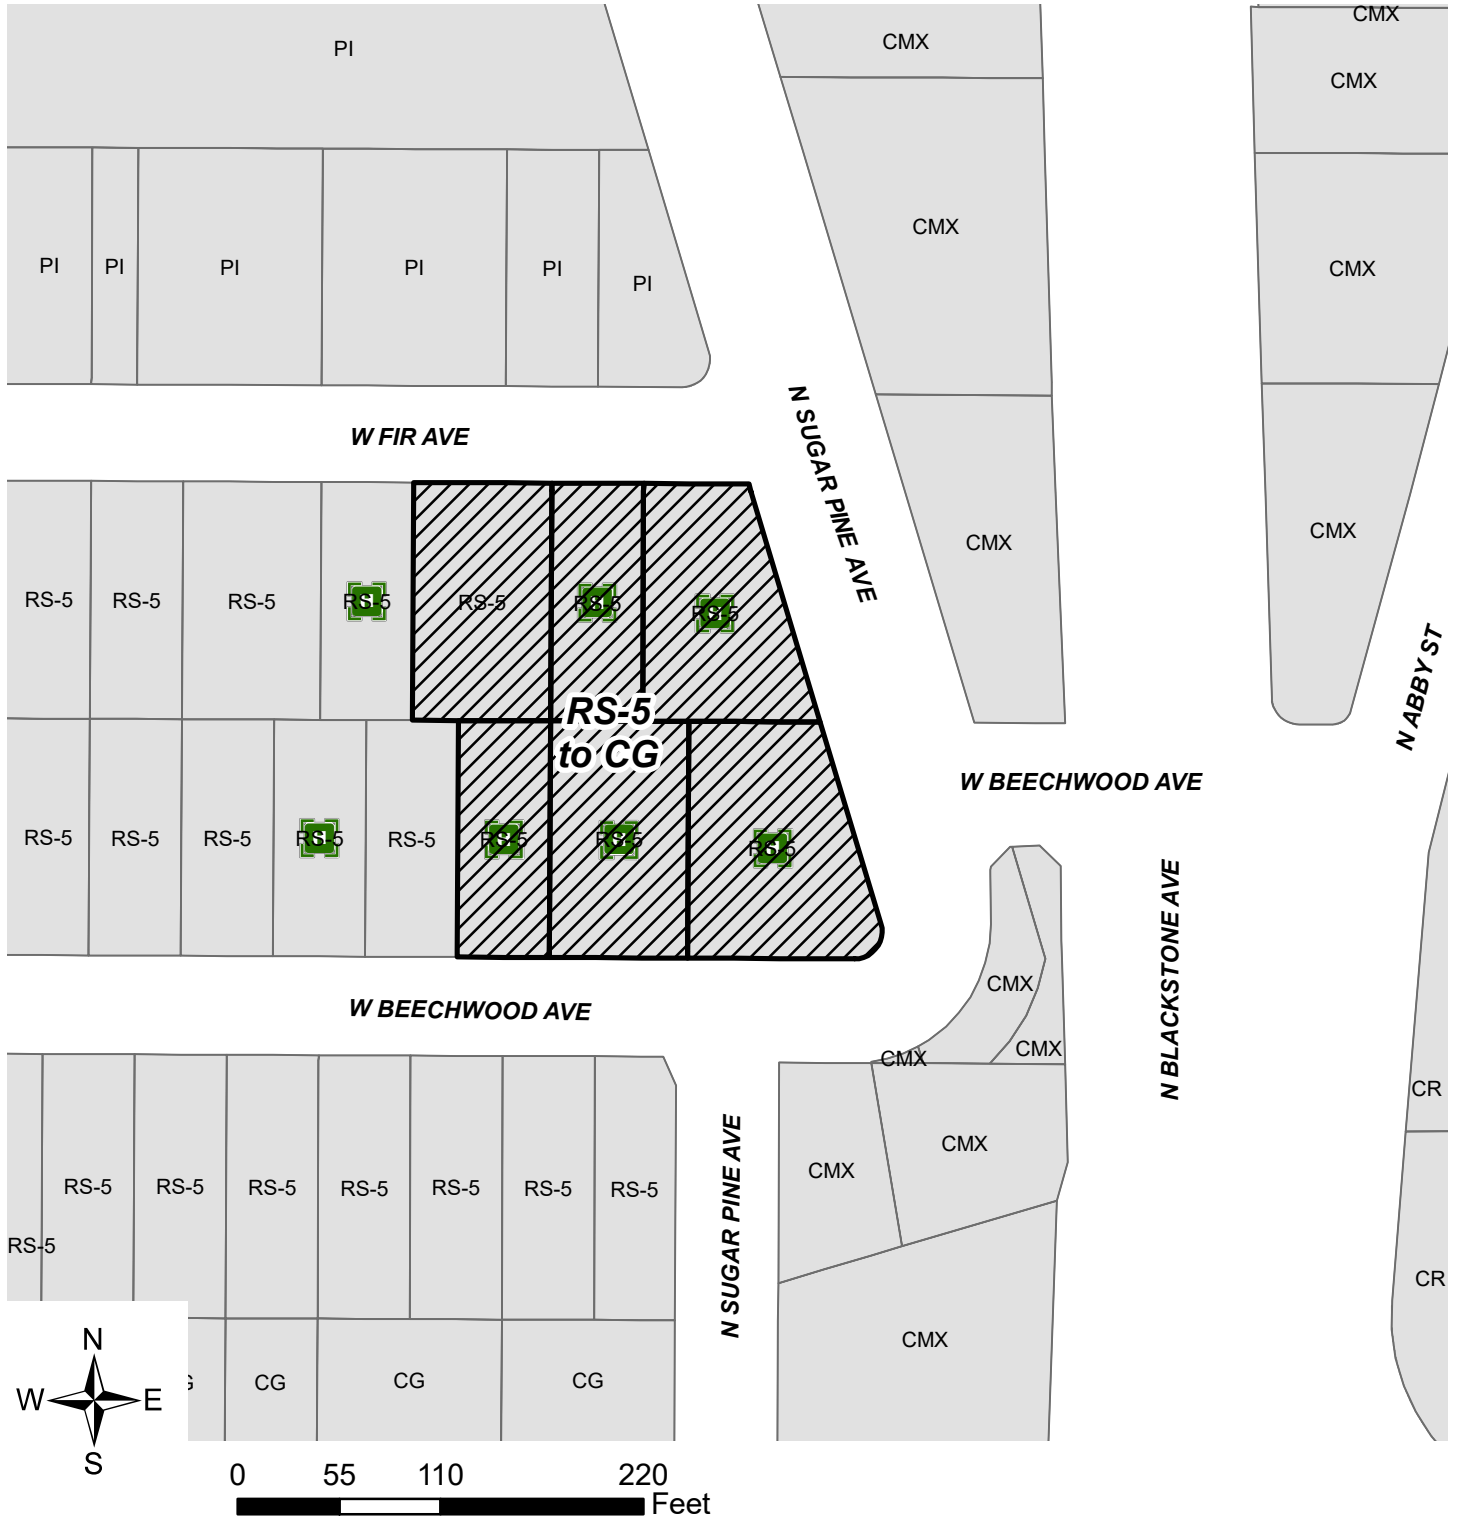 CMX
PI
CMX
CMX
CMX
PI
PI
PI
PI
PI
PI
CMX
N SUGAR PINE AVE
W FIR AVE
CMX
CMX
RS-5
RS-5
RS-5
RS-5
RS-5
RS-5
RS-5
N ABBY ST
RS-5
to CG
W BEECHWOOD AVE
RS-5
RS-5
RS-5
RS-5
RS-5
RS-5
RS-5
RS-5
N BLACKSTONE AVE
CMX
W BEECHWOOD AVE
CMX
CMX
CR
CMX
CMX
RS-5
RS-5
RS-5
RS-5
RS-5
RS-5
RS-5
N SUGAR PINE AVE
RS-5
CR
CMX
N
W E
S
CG
CG
CG
0 55 110 220
Feet